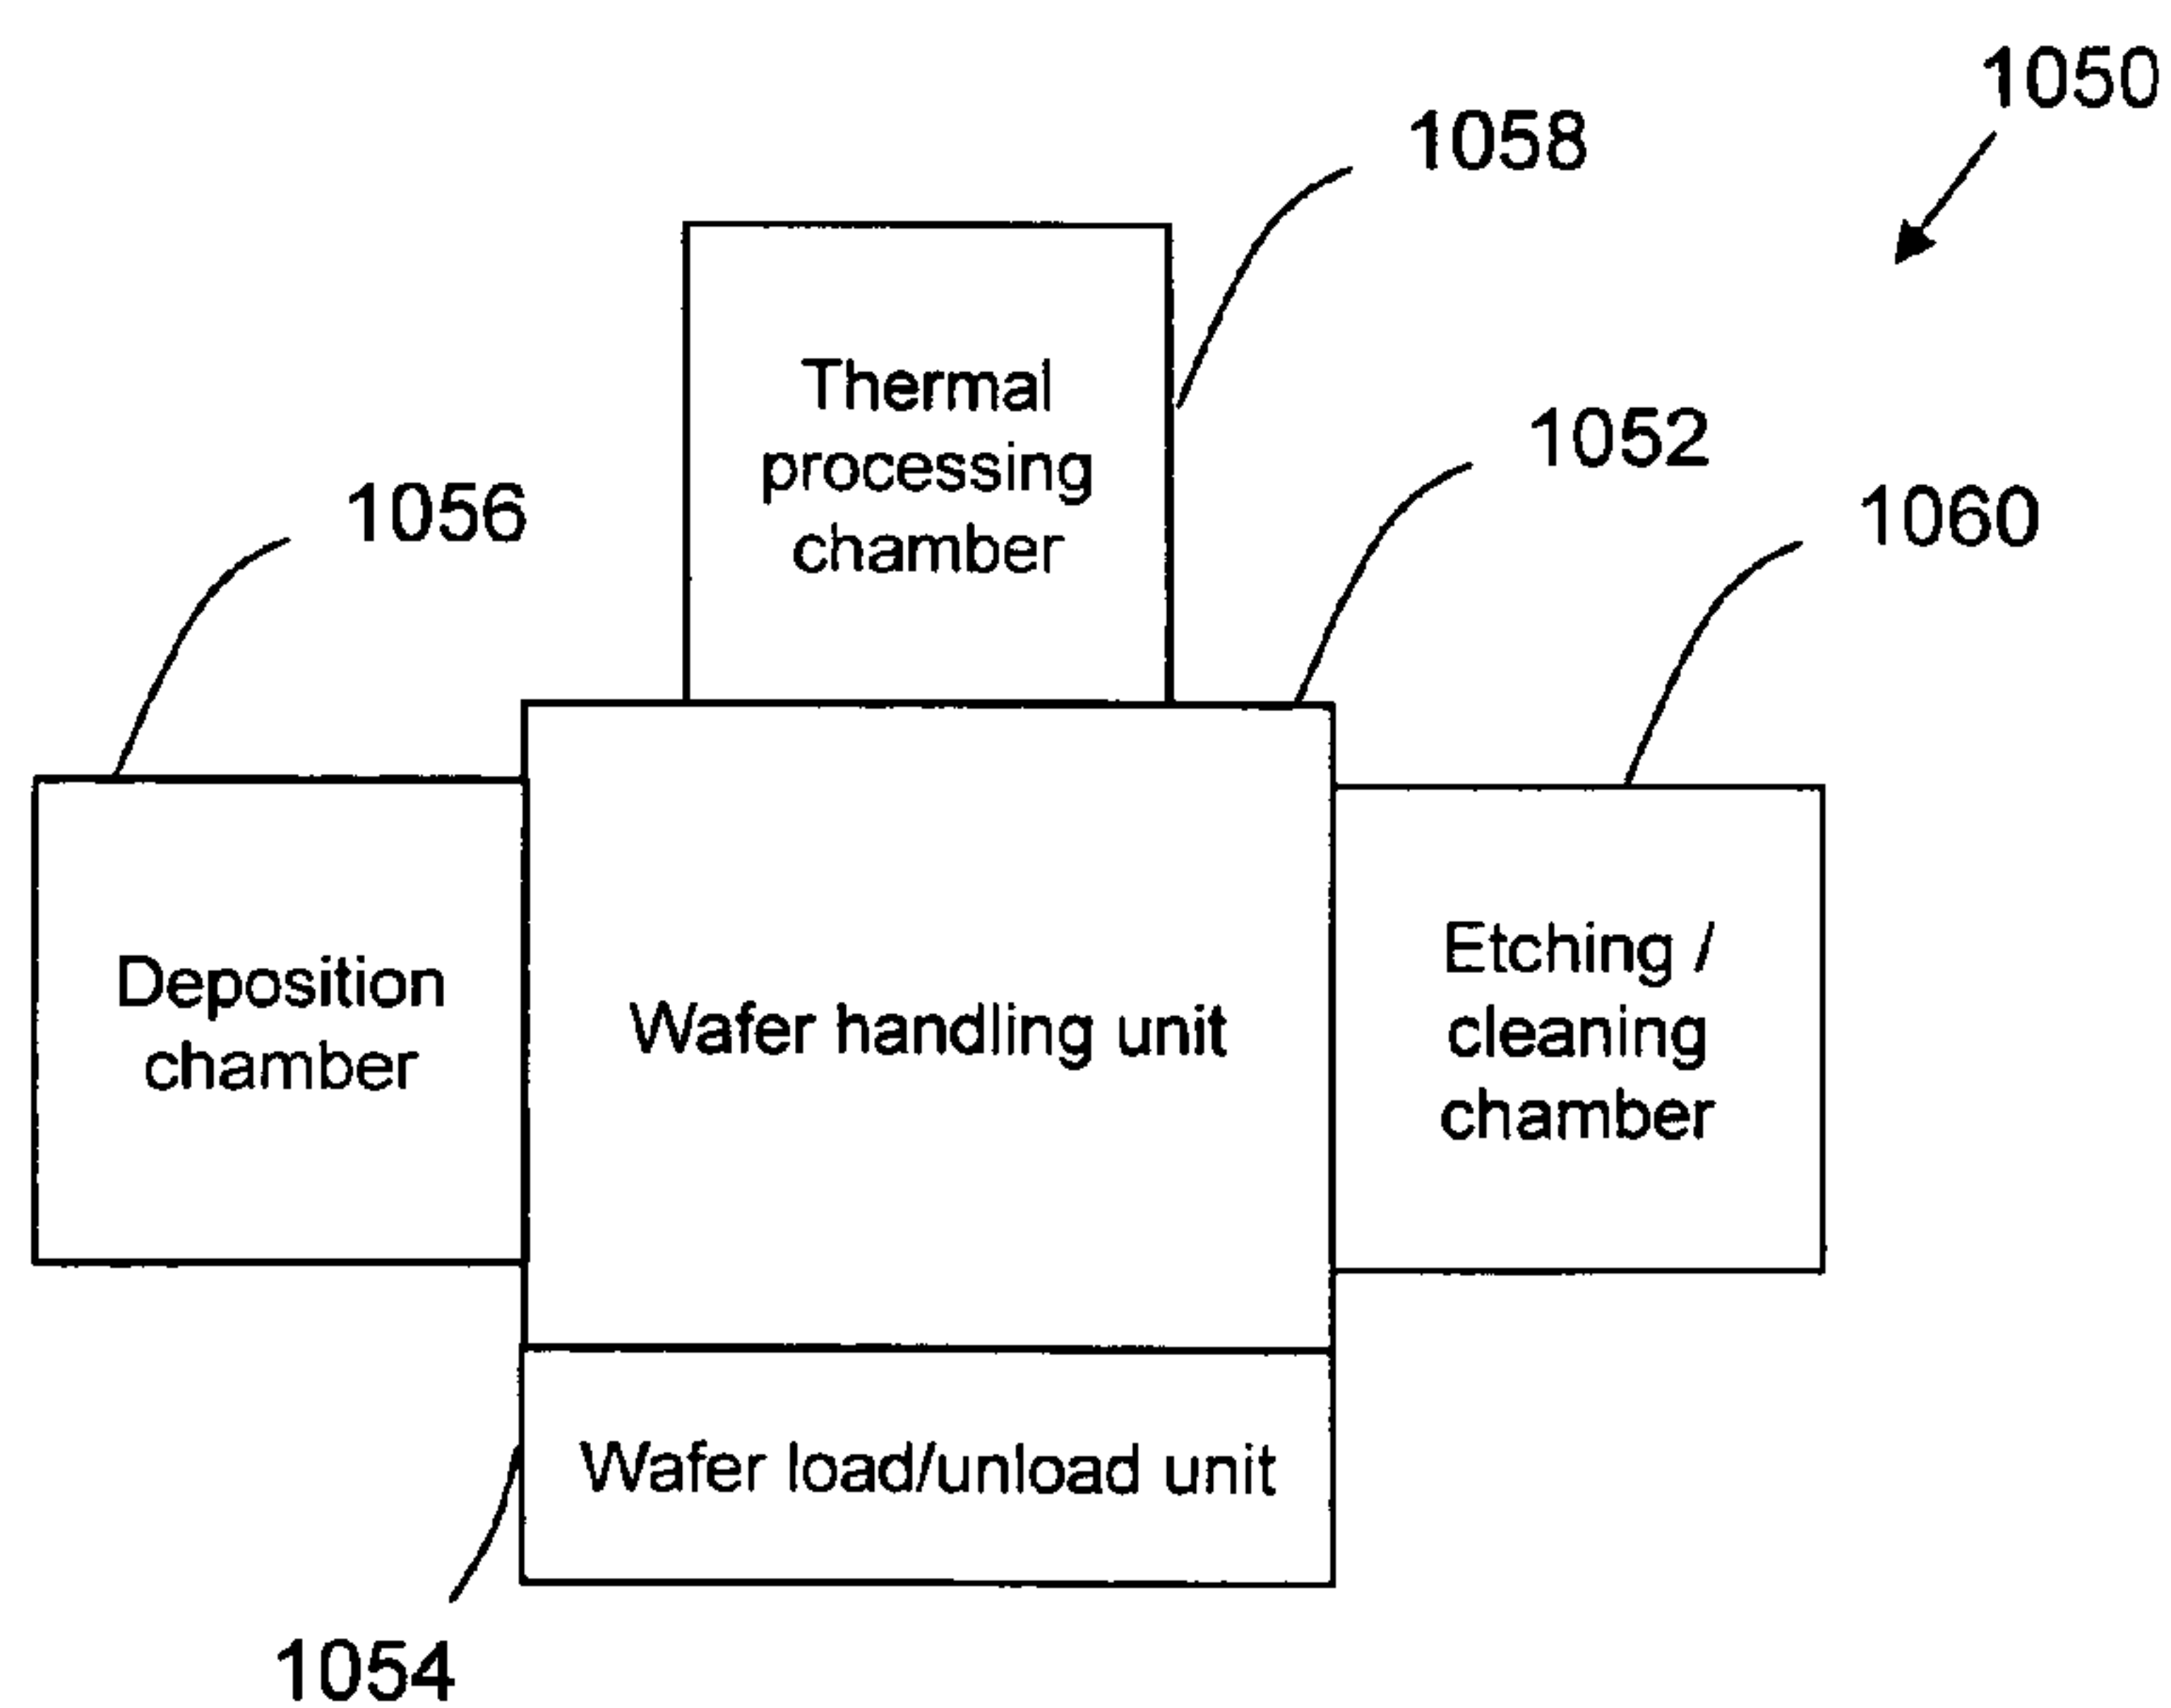 1050
1058
Thermal
processing
chamber
1052
1056
1060
Deposition
chamber
Wafer handling unit
Etching /
cleaning
chamber
Wafer load/unload unit
1054